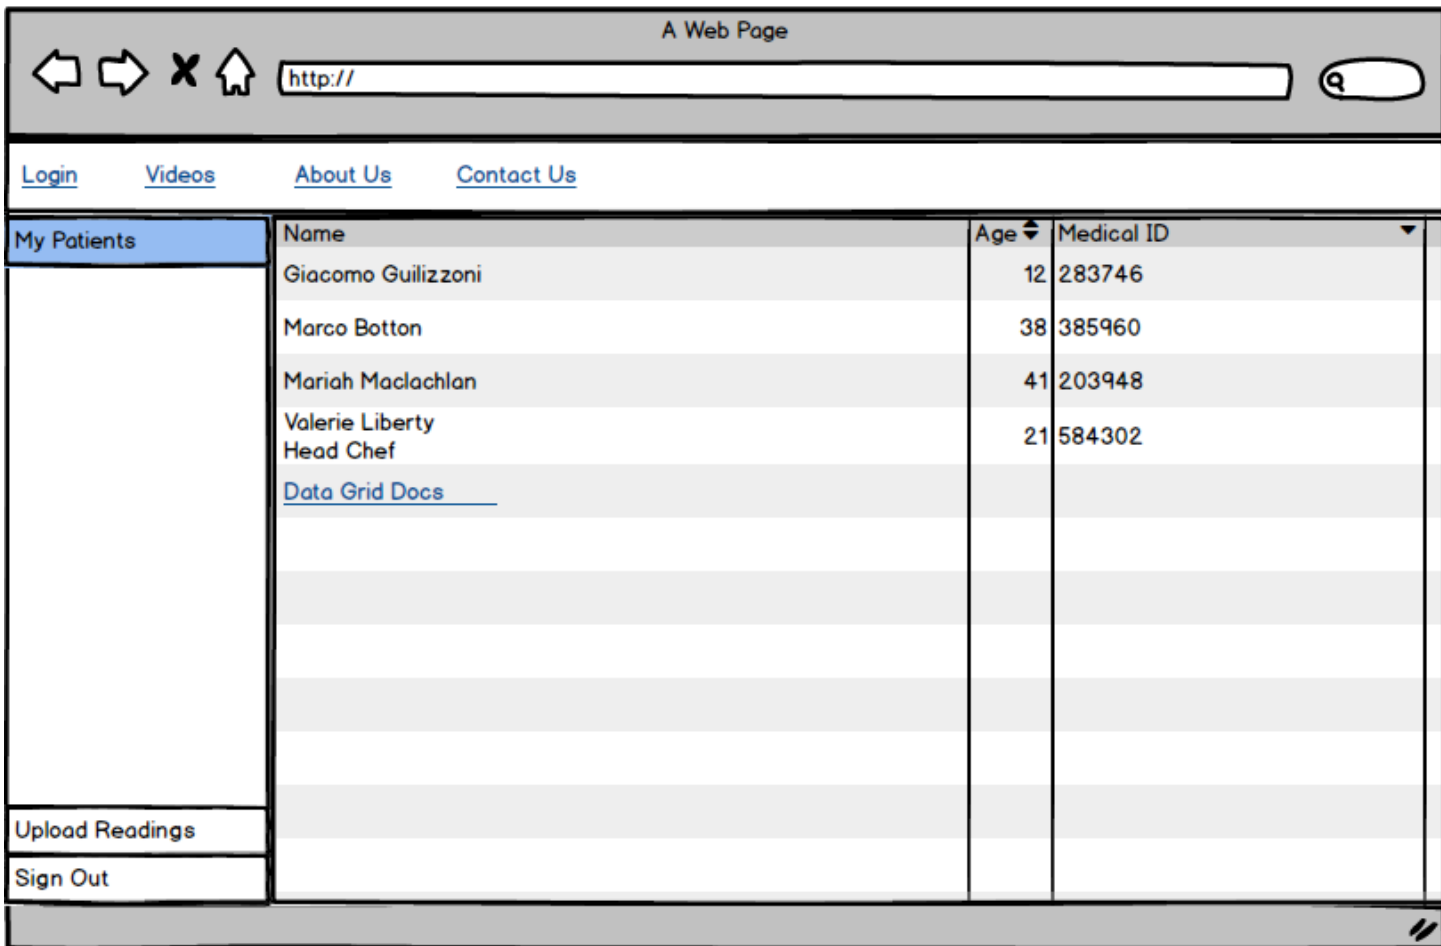 A Web Page
http://
Login Videos About Us Contact Us
My Patients
Name Age Medical ID
Giacomo Guilizzoni 12 283746
Marco Botton 38 385960
Mariah Maclachlan 41 203948
Valerie Liberty
Head Chef 21 584302
Data Grid Docs
Upload Readings
Sign Out